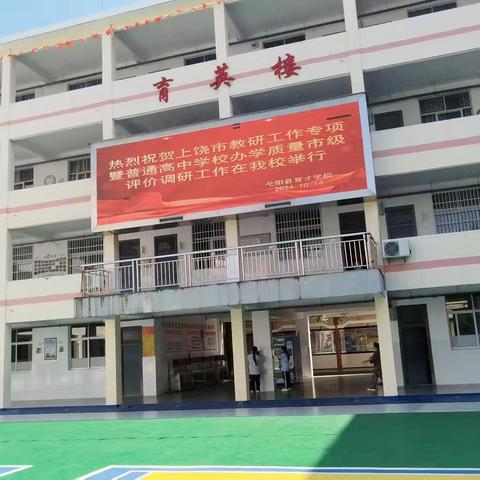 育英楼
热烈祝贺上饶市教研工作专项
暨普通高中学校办学质量市级
评价调研工作在我校举行
弋阳县育才学校
2024.10.14